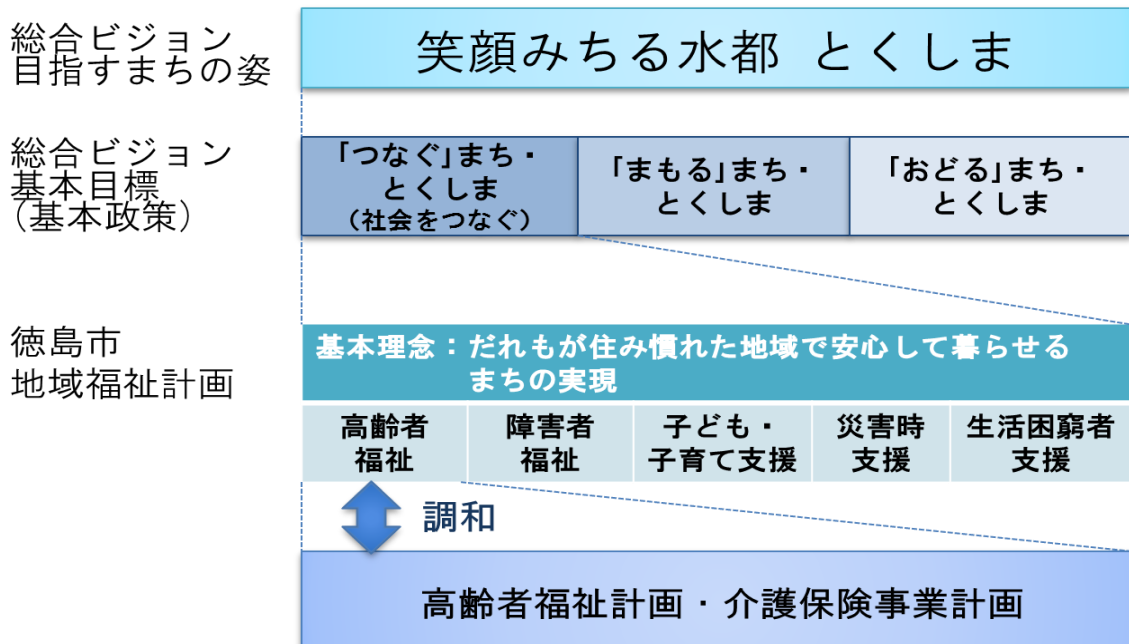 総合ビジョン
目指すまちの姿
笑顔みちる水都 とくしま
総合ビジョン
基本目標
(基本政策)
「つなぐ」まち・
とくしま
(社会をつなぐ)
「まもる」まち・
とくしま
「おどる」まち・
とくしま
徳島市
地域福祉計画
基本理念：だれもが住み慣れた地域で安心して暮らせる
まちの実現
高齢者
福祉
障害者
福祉
子ども・
子育て支援
災害時
支援
生活困窮者
支援
調和
高齢者福祉計画・介護保険事業計画